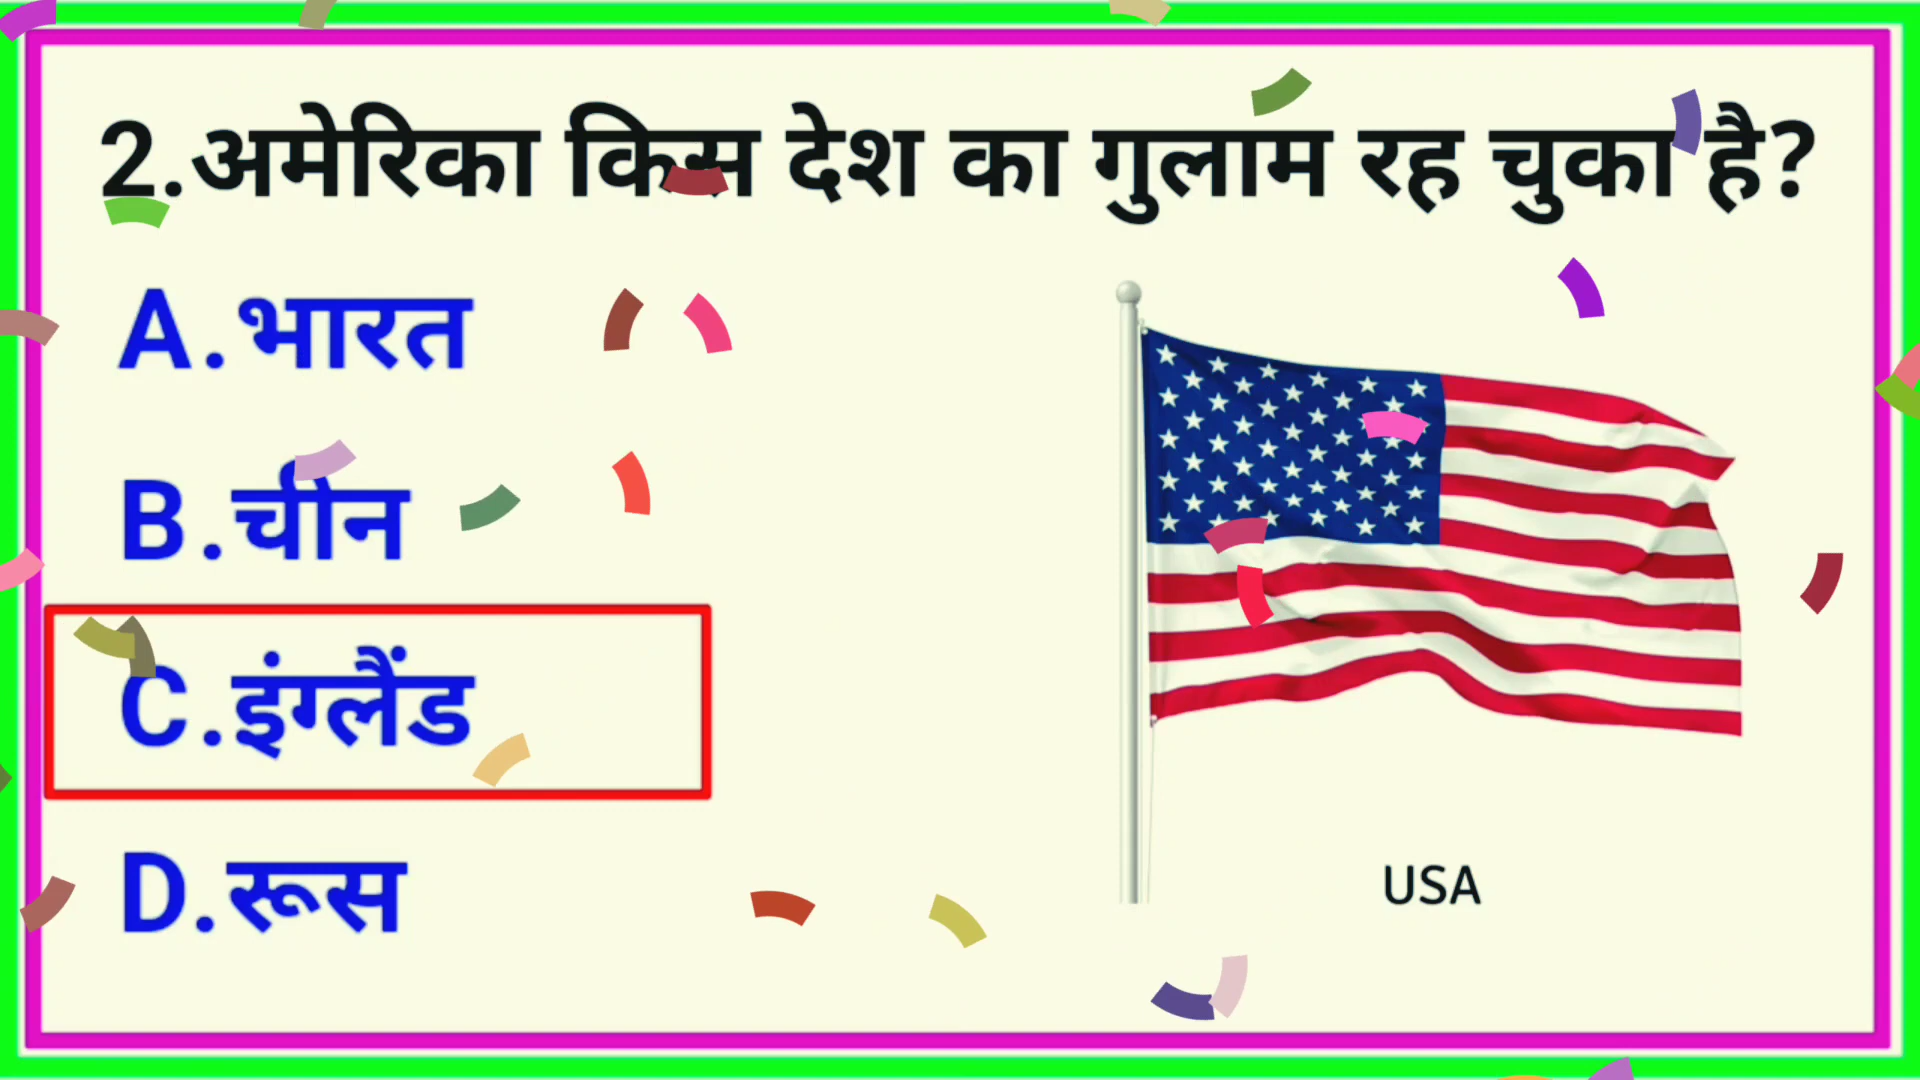 2.अमेरिका किस देश का गुलाम रह चुका है?
A.भारत
B.चीन
C.इंग्लैंड
D.रूस
USA